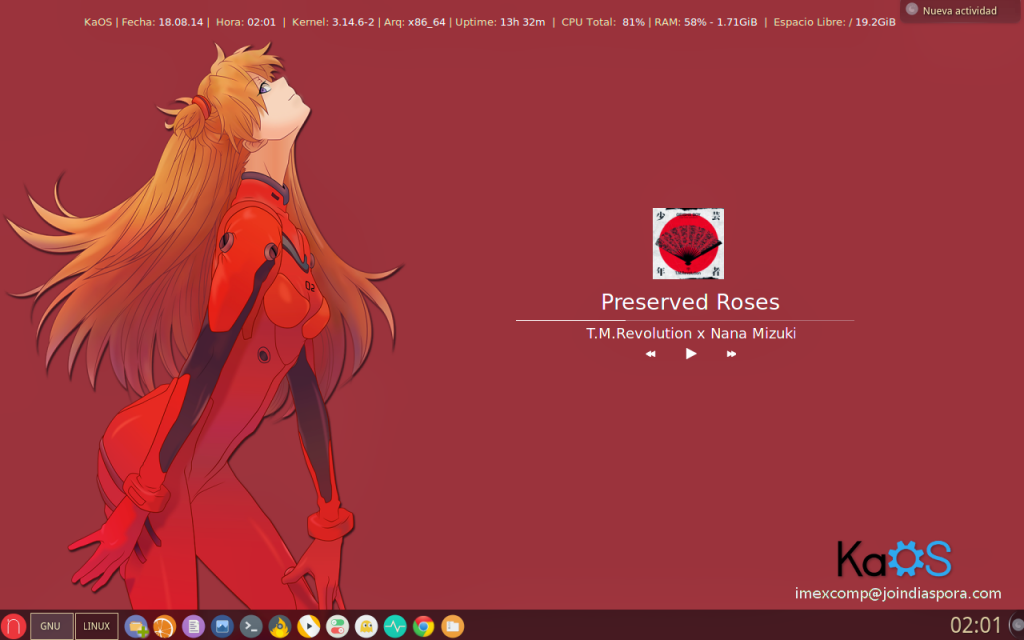 KaOS | Fecha: 18.08.14 | Hora: 02:01 | Kernel: 3.14.6-2 | Arq: x86_64 | Uptime: 13h 32m | CPU Total: 81% | RAM: 58% - 1.71GiB | Espacio Libre: / 19.2GiB
Nueva actividad
02
少 芸
年 者
Preserved Roses
T.M.Revolution x Nana Mizuki
KaOS
imexcomp@joindiaspora.com
GNU LINUX 02:01